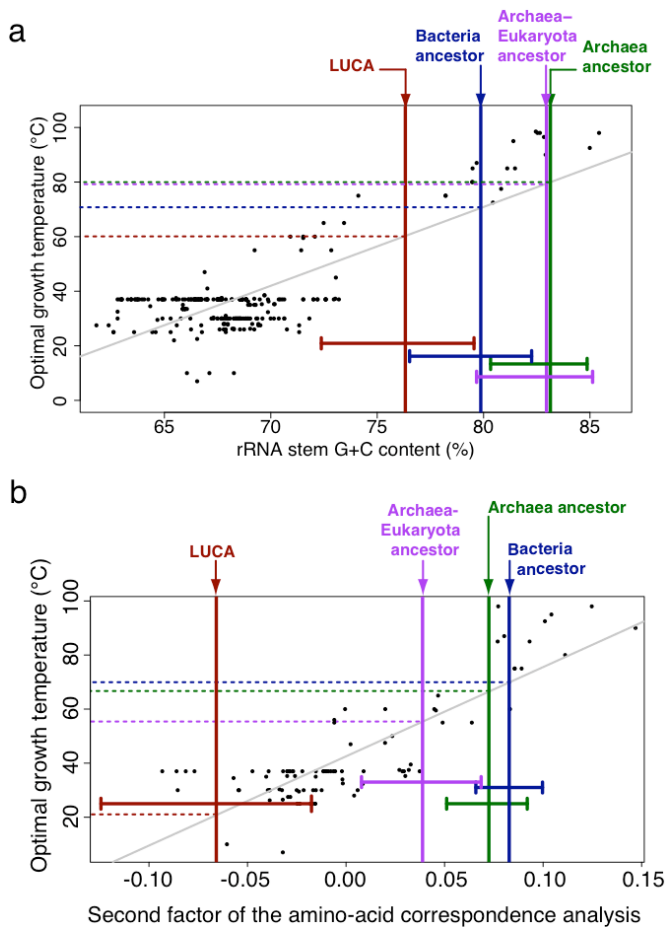 a
Archaea–
Eukaryota
ancestor
Bacteria
ancestor
Archaea
ancestor
LUCA
Optimal growth temperature (°C)
100
80
60
40
20
0
65 70 75 80 85
rRNA stem G+C content (%)
b
Archaea-
Eukaryota
ancestor
Archaea ancestor
LUCA
Bacteria
ancestor
Optimal growth temperature (°C)
100
80
60
40
20
-0.10 -0.05 0.00 0.05 0.10 0.15
Second factor of the amino-acid correspondence analysis